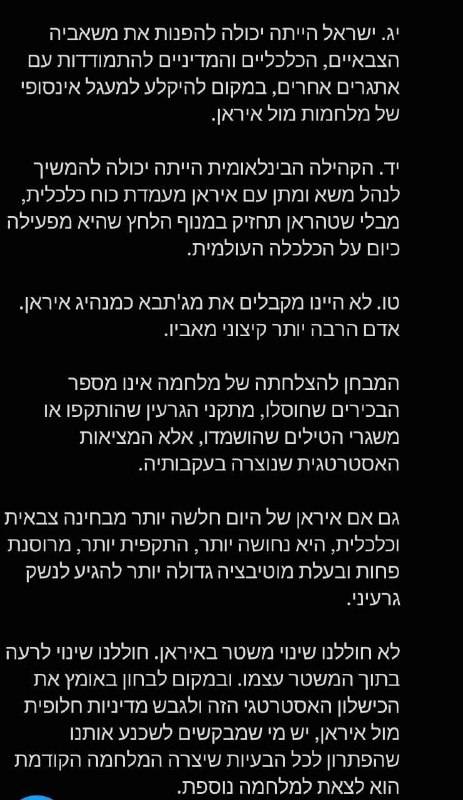 יג. ישראל הייתה יכולה להפנות את משאביה
הצבאיים, הכלכליים והמדיניים להתמודדות עם
אתגרים אחרים, במקום להיקלע למעגל אינסופי
של מלחמות מול איראן.
יד. הקהילה הבינלאומית הייתה יכולה להמשיך
לנהל משא ומתן עם איראן מעמדת כוח כלכלית,
מבלי שטהראן תחזיק במנוף הלחץ שהיא מפעילה
כיום על הכלכלה העולמית.
טו. לא היינו מקבלים את מג'תבא כמנהיג איראן.
אדם הרבה יותר קיצוני מאביו.
המבחן להצלחתה של מלחמה אינו מספר
הבכירים שחוסלו, מתקני הגרעין שהותקפו או
משגרי הטילים שהושמדו, אלא המציאות
האסטרטגית שנוצרה בעקבותיה.
גם אם איראן של היום חלשה יותר מבחינה צבאית
וכלכלית, היא נחושה יותר, התקפית יותר, מרוסנת
פחות ובעלת מוטיבציה גדולה יותר להגיע לנשק
גרעיני.
לא חוללנו שינוי משטר באיראן. חוללנו שינוי לרעה
בתוך המשטר עצמו. ובמקום לבחון באומץ את
הכישלון האסטרטגי הזה ולגבש מדיניות חלופית
מול איראן, יש מי שמבקשים לשכנע אותנו
שהפתרון לכל הבעיות שיצרה המלחמה הקודמת
הוא לצאת למלחמה נוספת.